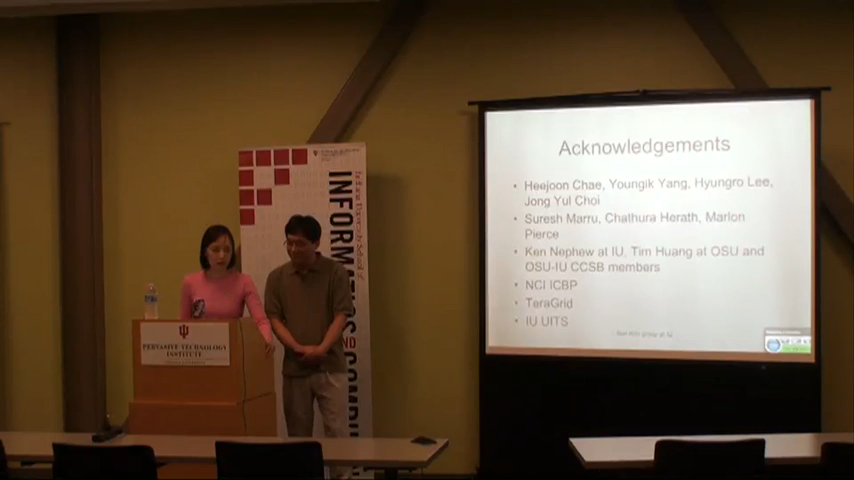 Acknowledgements
• Heejoon Chae, Youngik Yang, Hyungro Lee,
Jong Yul Choi
• Suresh Marru, Chathura Herath, Marlon
Pierce
• Ken Nephew at IU, Tim Huang at OSU and
OSU-IU CCSB members
• NCI ICBP
• TeraGrid
• IU UITS
INFORMATICS
AND
PERVASIVE TECHNOLOGY
INSTITUTE